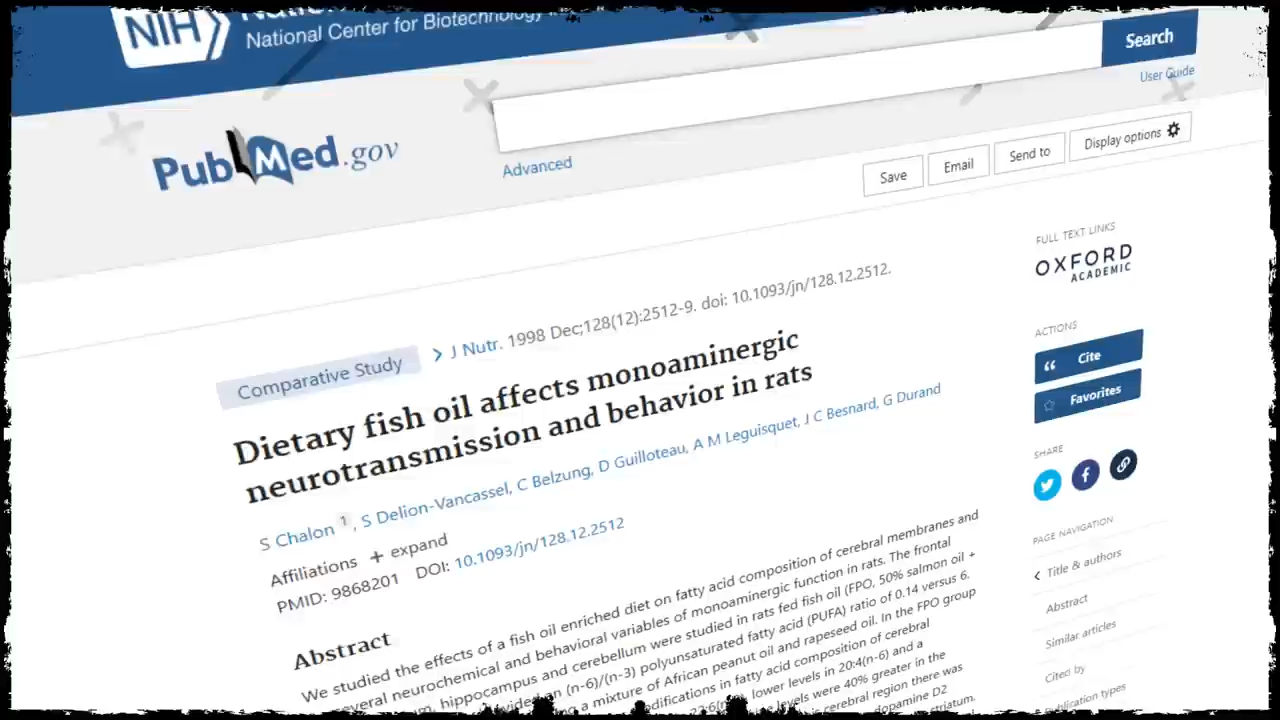 NIH
National Center for Biotechnology
Search
User Guide
PubMed.gov
Advanced
Save
Email
Send to
Display options
FULL TEXT LINKS
OXFORD
ACADEMIC
Comparative Study
J Nutr. 1998 Dec;128(12):2512-9. doi: 10.1093/jn/128.12.2512.
Dietary fish oil affects monoaminergic
neurotransmission and behavior in rats
S Chalon 1, S Delion-Vancassel, C Belzung, D Guilloteau, A M Leguisquet, J C Besnard, G Durand
Affiliations + expand
PMID: 9868201 DOI: 10.1093/jn/128.12.2512
ACTIONS
Cite
Favorites
SHARE
PAGE NAVIGATION
Title & authors
Abstract
Similar articles
Cited by
Publication types
Abstract
We studied the effects of a fish oil enriched diet on fatty acid composition of cerebral membranes and
several neurochemical and behavioral variables of monoaminergic function in rats. The frontal
hippocampus and cerebellum were studied in rats fed fish oil (FPO, 50% salmon oil +
an (n-6)/(n-3) polyunsaturated fatty acid (PUFA) ratio of 0.14 versus 6.
a mixture of African peanut oil and rapeseed oil. In the FPO group
in fatty acid composition of cerebral
lower levels in 20:4(n-6) and a
levels were 40% greater in the
cerebral region there was
dopamine D2
striatum.